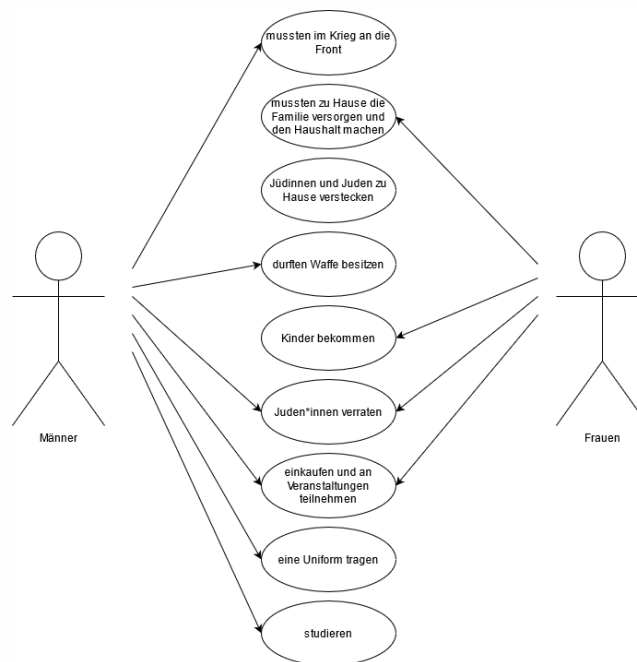 mussten im Krieg an die
Front
mussten zu Hause die
Familie versorgen und
den Haushalt machen
Jüdinnen und Juden zu
Hause verstecken
durften Waffe besitzen
Kinder bekommen
Juden*innen verraten
einkaufen und an
Veranstaltungen
teilnehmen
eine Uniform tragen
studieren
Männer
Frauen